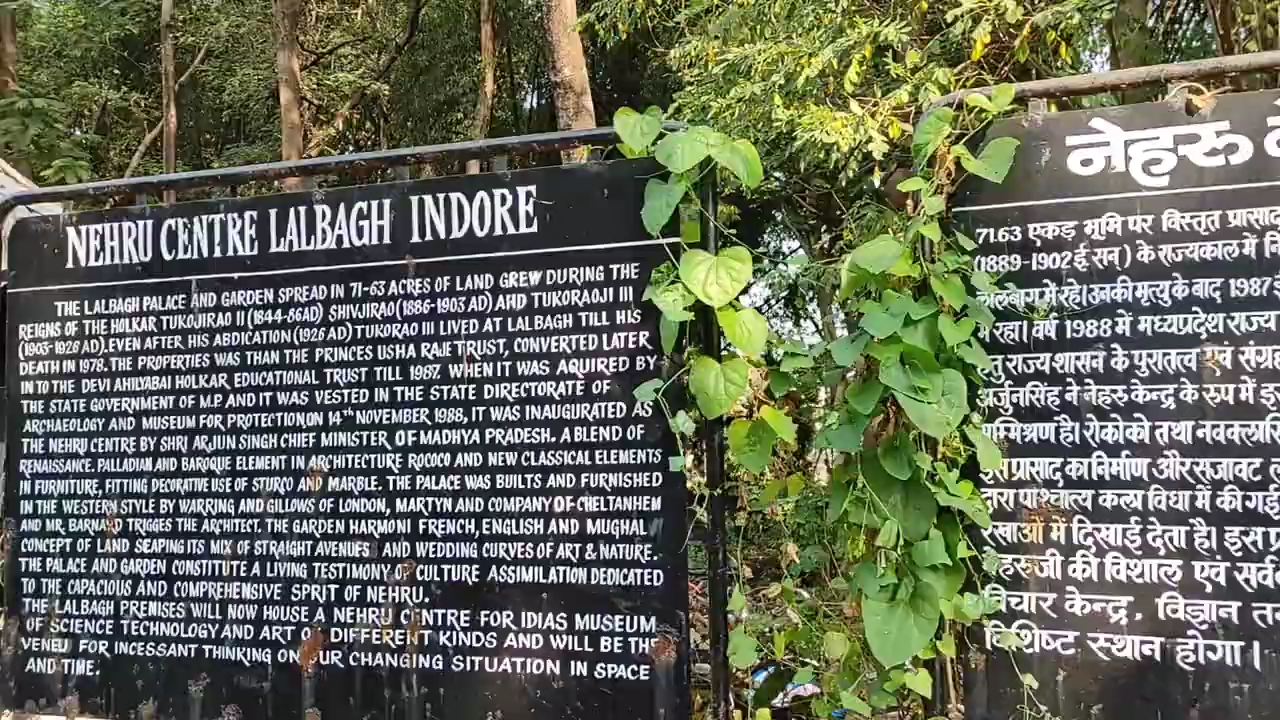 NEHRU CENTRE LALBAGH INDORE
THE LALBAGH PALACE AND GARDEN SPREAD IN 71-63 ACRES OF LAND GREW DURING THE
REIGNS OF THE HOLKAR TUKOJIRAO II (1844-86AD) SHIVJIRAO (1886-1903 AD) AND TUKORAOJI III
(1903-1926 AD). EVEN AFTER HIS ABDICATION (1926 AD) TUKORAO III LIVED AT LALBAGH TILL HIS
DEATH IN 1978. THE PROPERTIES WAS THAN THE PRINCES USHA RAJE TRUST, CONVERTED LATER
IN TO THE DEVI AHILYABAI HOLKAR EDUCATIONAL TRUST TILL 1987. WHEN IT WAS AQUIRED BY
THE STATE GOVERNMENT OF M.P. AND IT WAS VESTED IN THE STATE DIRECTORATE OF
ARCHAEOLOGY AND MUSEUM FOR PROTECTION, ON 14th NOVEMBER 1988, IT WAS INAUGURATED AS
THE NEHRU CENTRE BY SHRI ARJUN SINGH CHIEF MINISTER OF MADHYA PRADESH. A BLEND OF
RENAISSANCE. PALLADIAN AND BAROQUE ELEMENT IN ARCHITECTURE ROCOCO AND NEW CLASSICAL ELEMENTS
IN FURNITURE, FITTING DECORATIVE USE OF STURCO AND MARBLE. THE PALACE WAS BUILTS AND FURNISHED
IN THE WESTERN STYLE BY WARRING AND GILLOWS OF LONDON, MARTYN AND COMPANY OF CHELTANHEM
AND MR. BARNARD TRIGGES THE ARCHITECT. THE GARDEN HARMONI FRENCH, ENGLISH AND MUGHAL
CONCEPT OF LAND SEAPING ITS MIX OF STRAIGHT AVENUES AND WEDDING CURVES OF ART & NATURE.
THE PALACE AND GARDEN CONSTITUTE A LIVING TESTIMONY OF CULTURE ASSIMILATION DEDICATED
TO THE CAPACIOUS AND COMPREHENSIVE SPRIT OF NEHRU.
THE LALBAGH PREMISES WILL NOW HOUSE A NEHRU CENTRE FOR IDIAS MUSEUM
OF SCIENCE TECHNOLOGY AND ART OF DIFFERENT KINDS AND WILL BE THE
VENEU FOR INCESSANT THINKING ON OUR CHANGING SITUATION IN SPACE
AND TIME.
नेहरू
71.63 एकड़ भूमि पर विस्तृत
(1889-1902 ई. सन्) के राज्यकाल में
में रहे। उनकी मृत्यु के बाद 1987
रहा। वर्ष 1988 में मध्यप्रदेश राज्य
राज्य शासन के पुरातत्व एवं
अर्जुनसिंह ने नेहरू केन्द्र के रूप में
है। रोकोको तथा
इस प्रासाद का निर्माण और सजावट
द्वारा पाश्चात्य कला विधा में की
में दिखाई देता है। इस
की विशाल एवं
विचार केन्द्र, विज्ञान
विशिष्ट स्थान होगा।